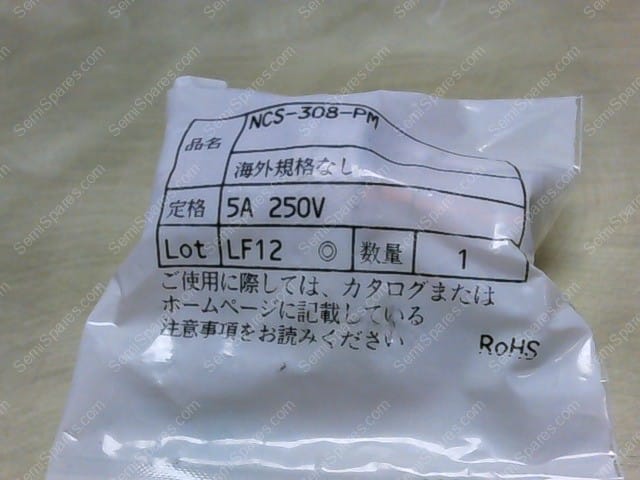 品名 NCS-308-PM
海外規格なし
定格 5A 250V
Lot LF12 ◎ 数量 1
ご使用に際しては、カタログまたは
ホームページに記載している
注意事項をお読みください
RoHS
SemiSpares.com